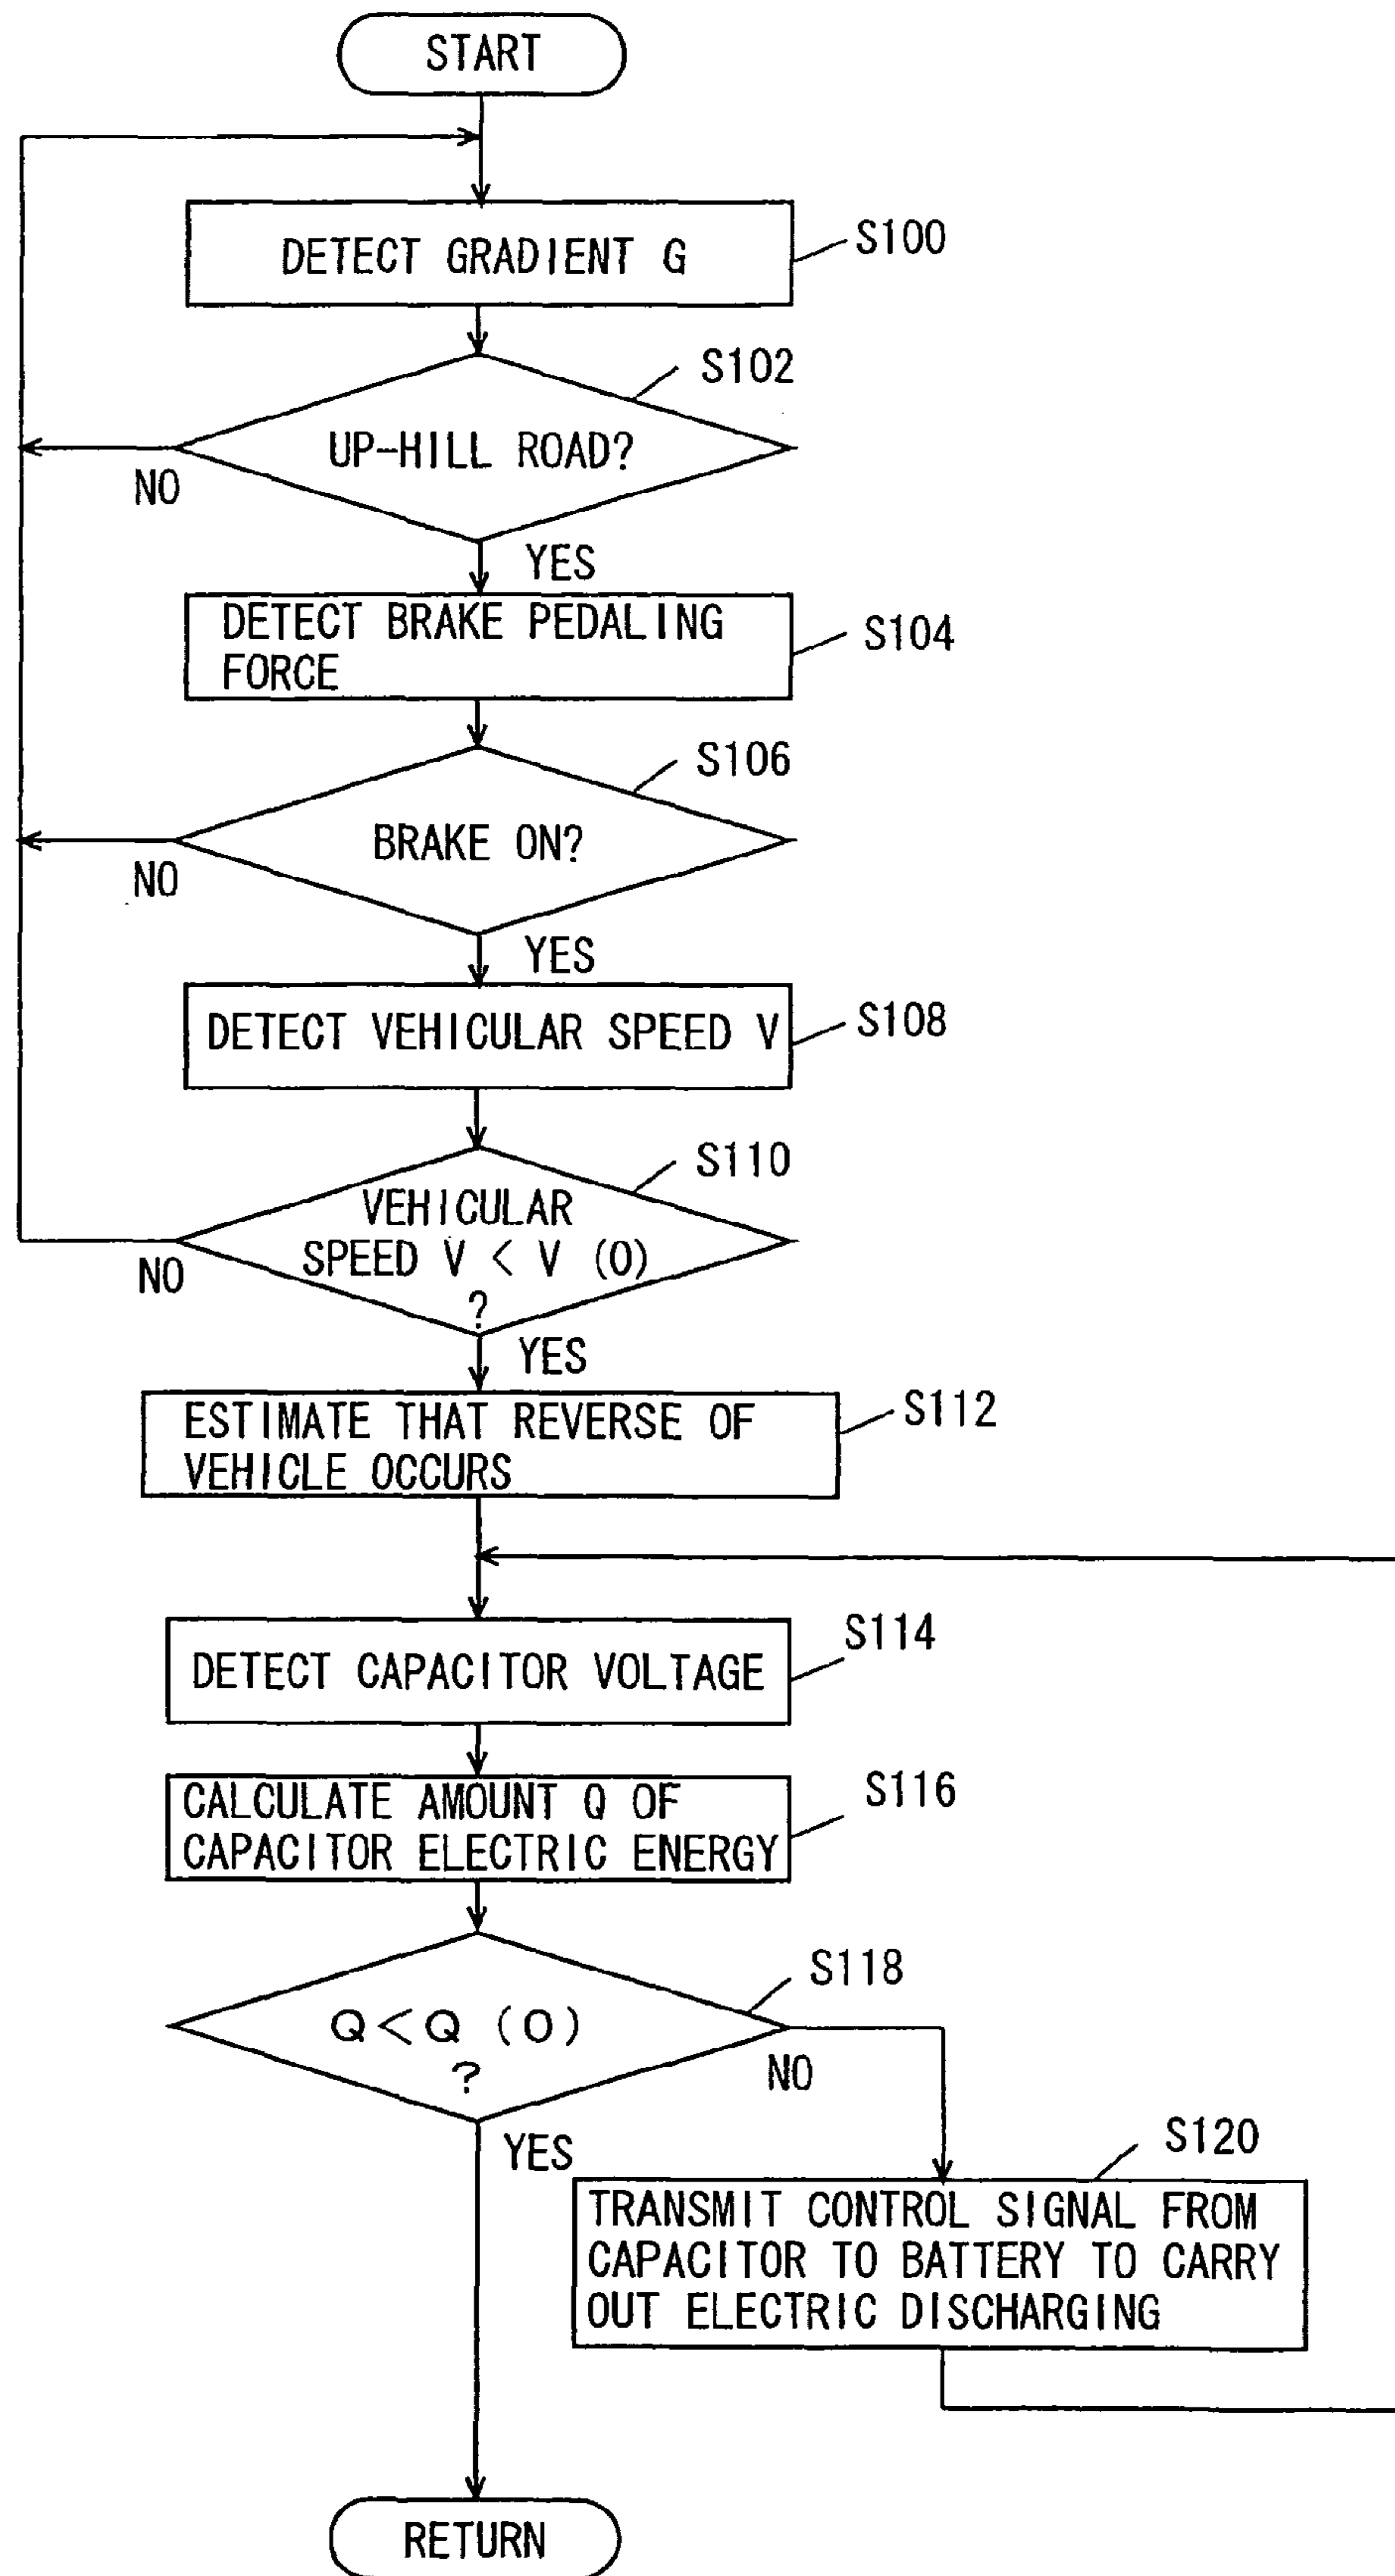 START
DETECT GRADIENT G
S100
S102
UP-HILL ROAD?
NO
YES
DETECT BRAKE PEDALING
FORCE
S104
S106
BRAKE ON?
NO
YES
DETECT VEHICULAR SPEED V
S108
S110
VEHICULAR
SPEED V < V (0)
?
NO
YES
ESTIMATE THAT REVERSE OF
VEHICLE OCCURS
S112
DETECT CAPACITOR VOLTAGE
S114
CALCULATE AMOUNT Q OF
CAPACITOR ELECTRIC ENERGY
S116
S118
Q<Q (0)
?
NO
YES
S120
TRANSMIT CONTROL SIGNAL FROM
CAPACITOR TO BATTERY TO CARRY
OUT ELECTRIC DISCHARGING
RETURN